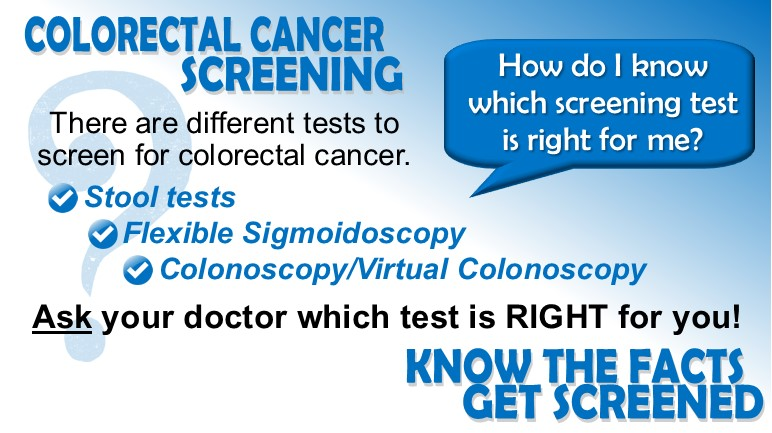 COLORECTAL CANCER
SCREENING
How do I know
which screening test
is right for me?
There are different tests to
screen for colorectal cancer.
Stool tests
Flexible Sigmoidoscopy
Colonoscopy/Virtual Colonoscopy
Ask your doctor which test is RIGHT for you!
KNOW THE FACTS
GET SCREENED